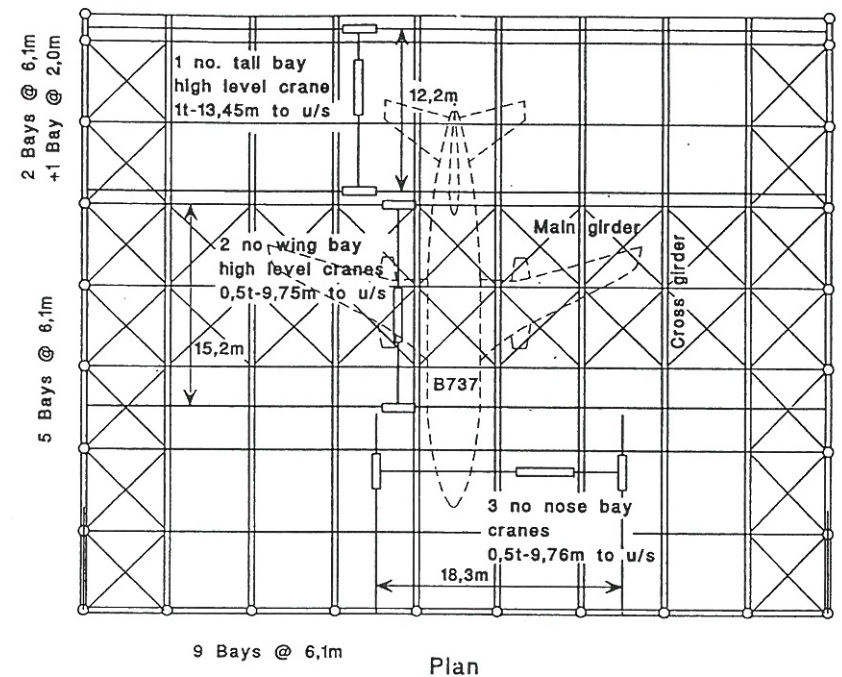 2 Bays @ 6,1m
+1 Bay @ 2,0m
1 no. tall bay
high level crane
1t-13,45m to u/s
12,2m
Main girder
2 no wing bay
high level cranes
0,5t-9,75m to u/s
Cross girder
5 Bays @ 6,1m
15,2m
B737
3 no nose bay
cranes
0,5t-9,76m to u/s
18,3m
9 Bays @ 6,1m
Plan